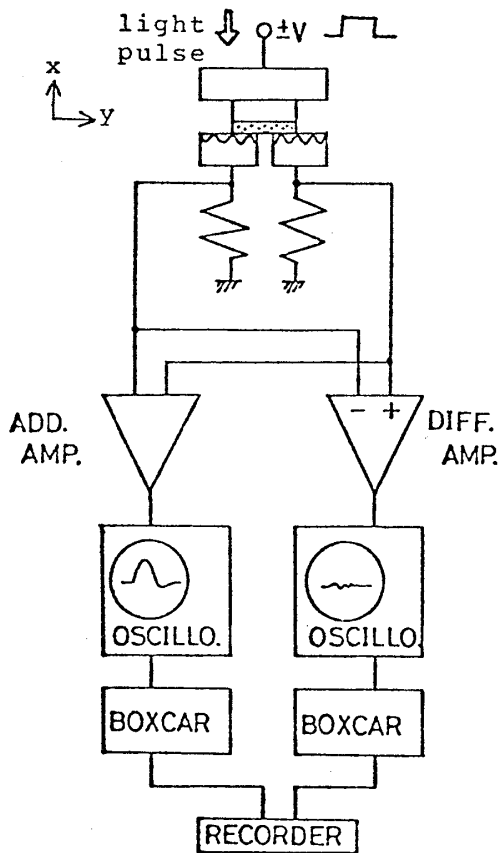 light
pulse
±V
x
y
ADD.
AMP.
- +
DIFF.
AMP.
OSCILLO.
OSCILLO.
BOXCAR
BOXCAR
RECORDER